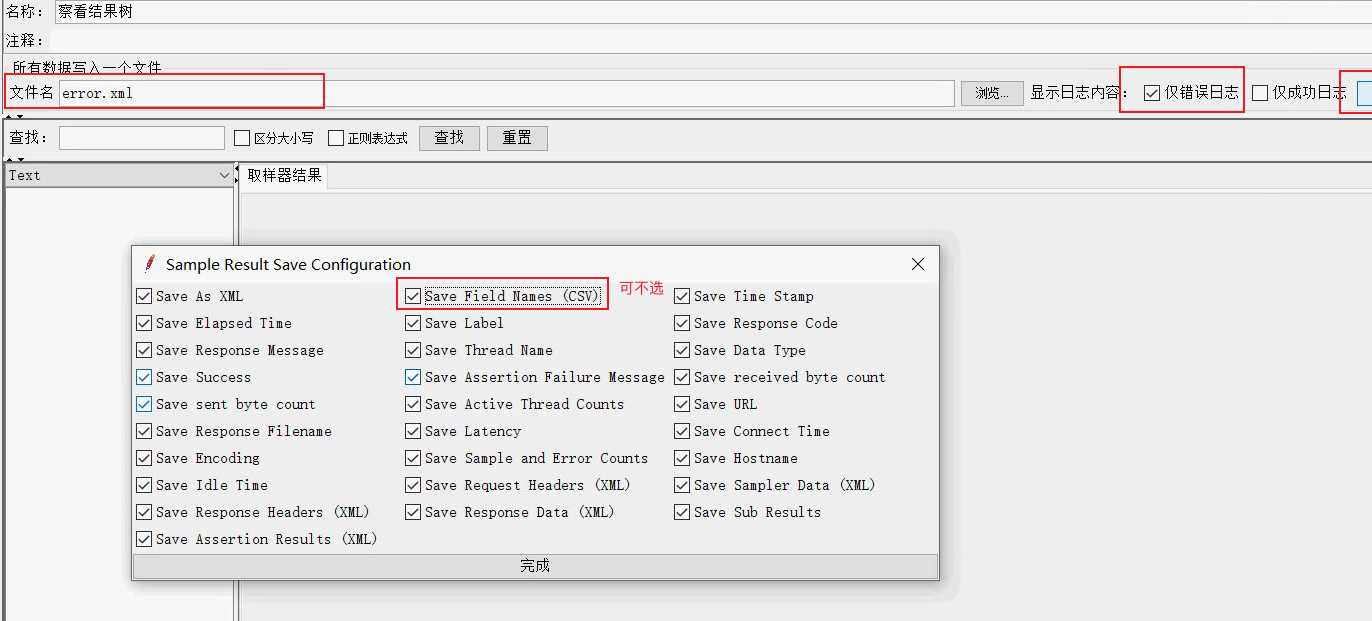 名称： 察看结果树
注释：
所有数据写入一个文件
文件名 error.xml 浏览... 显示日志内容： 仅错误日志 仅成功日志
查找： 区分大小写 正则表达式 查找 重置
Text 取样器结果
Sample Result Save Configuration
Save As XML Save Field Names (CSV) 可不选 Save Time Stamp
Save Elapsed Time Save Label Save Response Code
Save Response Message Save Thread Name Save Data Type
Save Success Save Assertion Failure Message Save received byte count
Save sent byte count Save Active Thread Counts Save URL
Save Response Filename Save Latency Save Connect Time
Save Encoding Save Sample and Error Counts Save Hostname
Save Idle Time Save Request Headers (XML) Save Sampler Data (XML)
Save Response Headers (XML) Save Response Data (XML) Save Sub Results
Save Assertion Results (XML)
完成